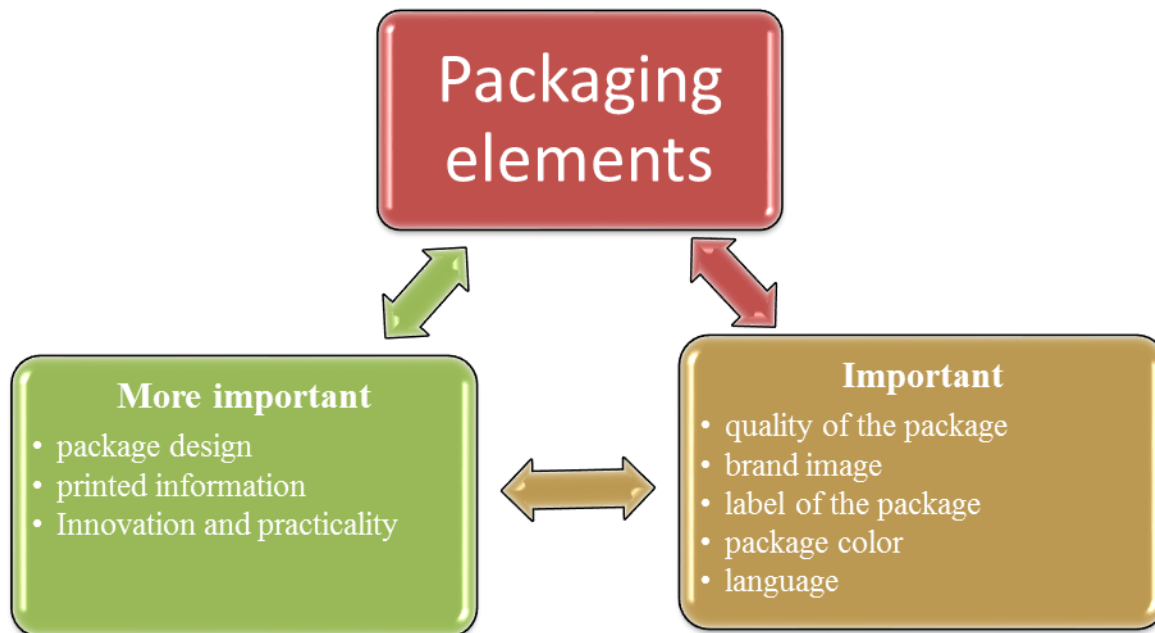 Packaging
elements
More important
• package design
• printed information
• Innovation and practicality
Important
• quality of the package
• brand image
• label of the package
• package color
• language